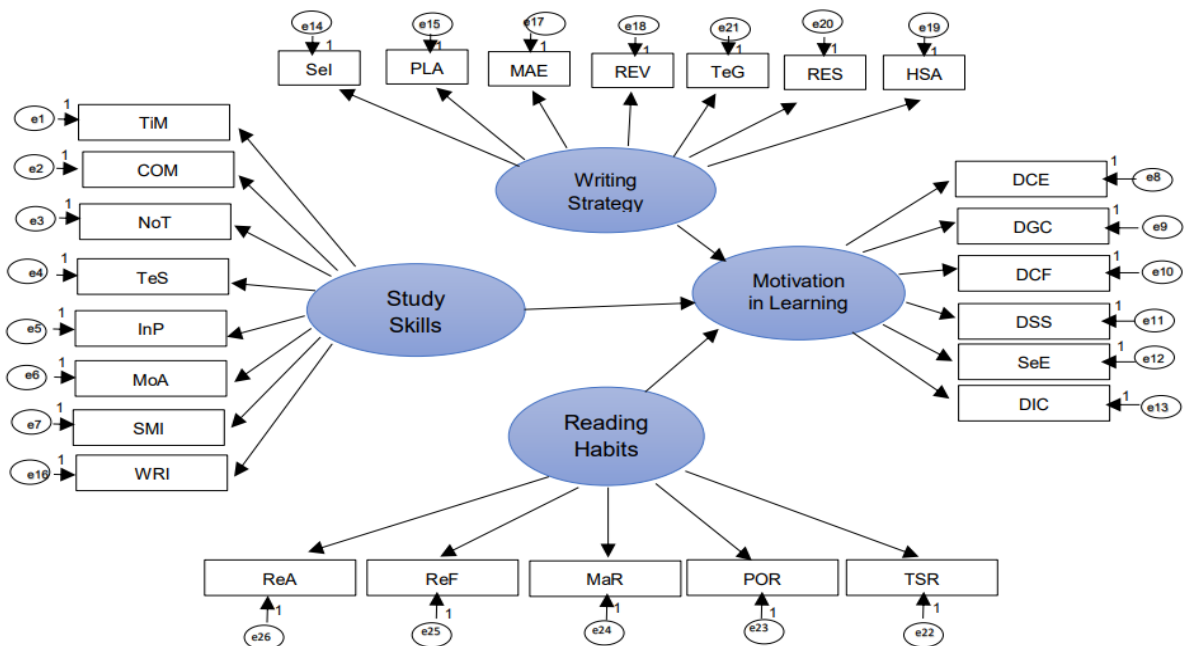 e14
e15
e17
e18
e21
e20
e19
1
1
1
1
1
1
1
SeI
PLA
MAE
REV
TeG
RES
HSA
e1
1
TiM
e2
1
COM
e3
1
NoT
e4
1
TeS
e5
1
InP
e6
1
MoA
e7
1
SMI
e16
1
WRI
Writing
Strategy
Study
Skills
Motivation
in Learning
Reading
Habits
DCE
1
e8
DGC
1
e9
DCF
1
e10
DSS
1
e11
SeE
1
e12
DIC
1
e13
ReA
ReF
MaR
POR
TSR
1
1
1
1
1
e26
e25
e24
e23
e22